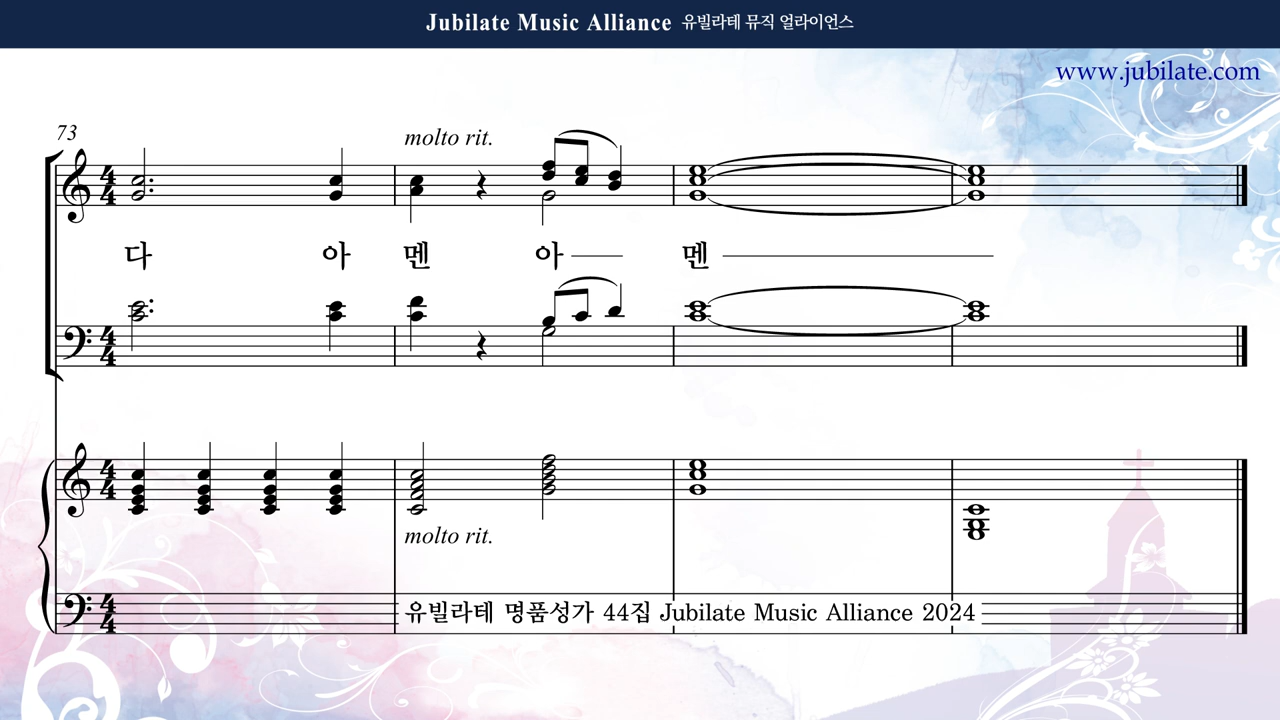 Jubilate Music Alliance 유빌라테 뮤직 얼라이언스
www.jubilate.com
73
molto rit.
다 아 멘 아 멘
molto rit.
유빌라테 명품성가 44집 Jubilate Music Alliance 2024